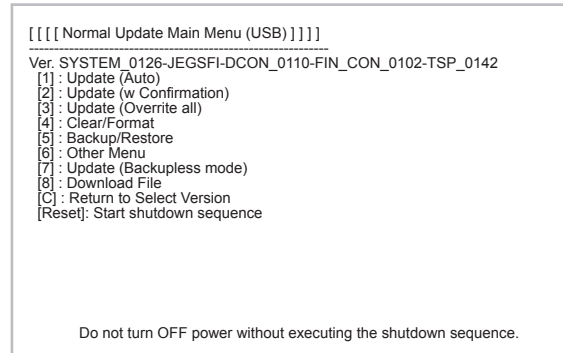 [ [ [ [ Normal Update Main Menu (USB) ] ] ] ]
------------------------------------------------------------
Ver. SYSTEM_0126-JEGSFI-DCON_0110-FIN_CON_0102-TSP_0142
[1] : Update (Auto)
[2] : Update (w Confirmation)
[3] : Update (Overrite all)
[4] : Clear/Format
[5] : Backup/Restore
[6] : Other Menu
[7] : Update (Backupless mode)
[8] : Download File
[C] : Return to Select Version
[Reset]: Start shutdown sequence
Do not turn OFF power without executing the shutdown sequence.